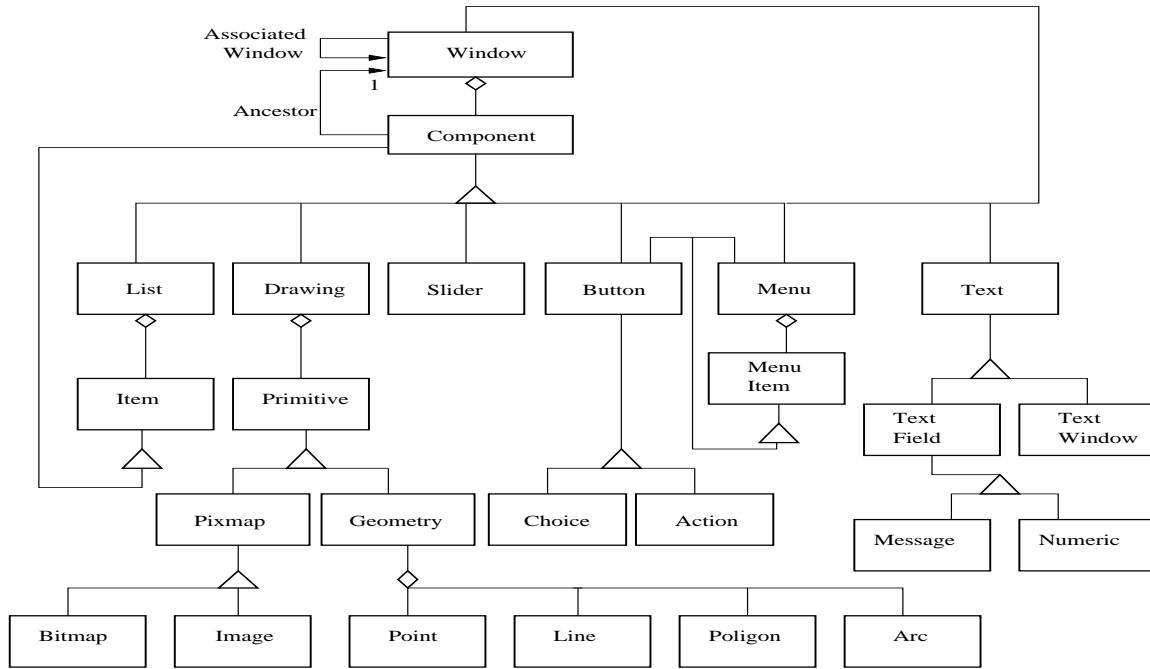 Associated
Window
Window
1
Ancestor
Component
List
Drawing
Slider
Button
Menu
Text
Item
Primitive
Menu
Item
Text
Field
Text
Window
Pixmap
Geometry
Choice
Action
Message
Numeric
Bitmap
Image
Point
Line
Poligon
Arc